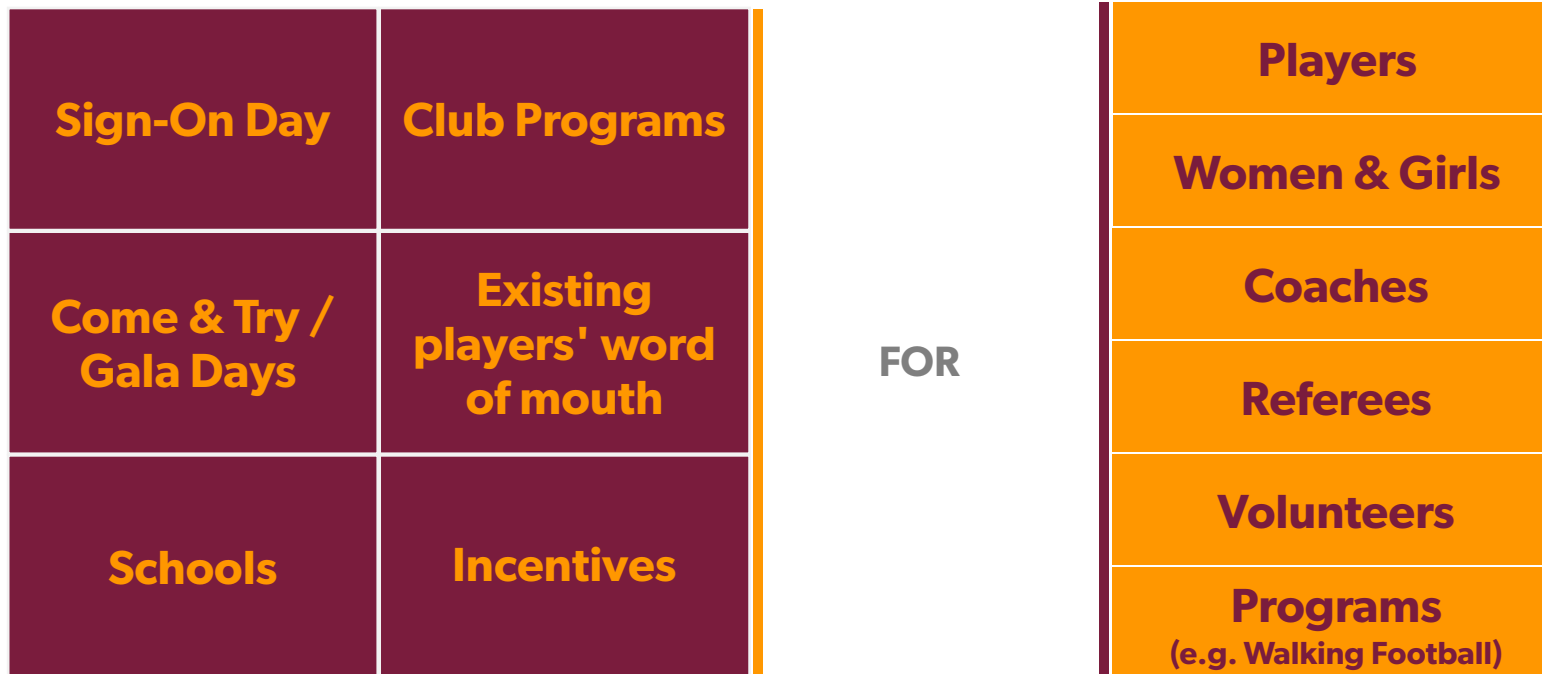 Sign-On Day
Club Programs
Come & Try /
Gala Days
Existing
players' word
of mouth
Schools
Incentives
FOR
Players
Women & Girls
Coaches
Referees
Volunteers
Programs
(e.g. Walking Football)